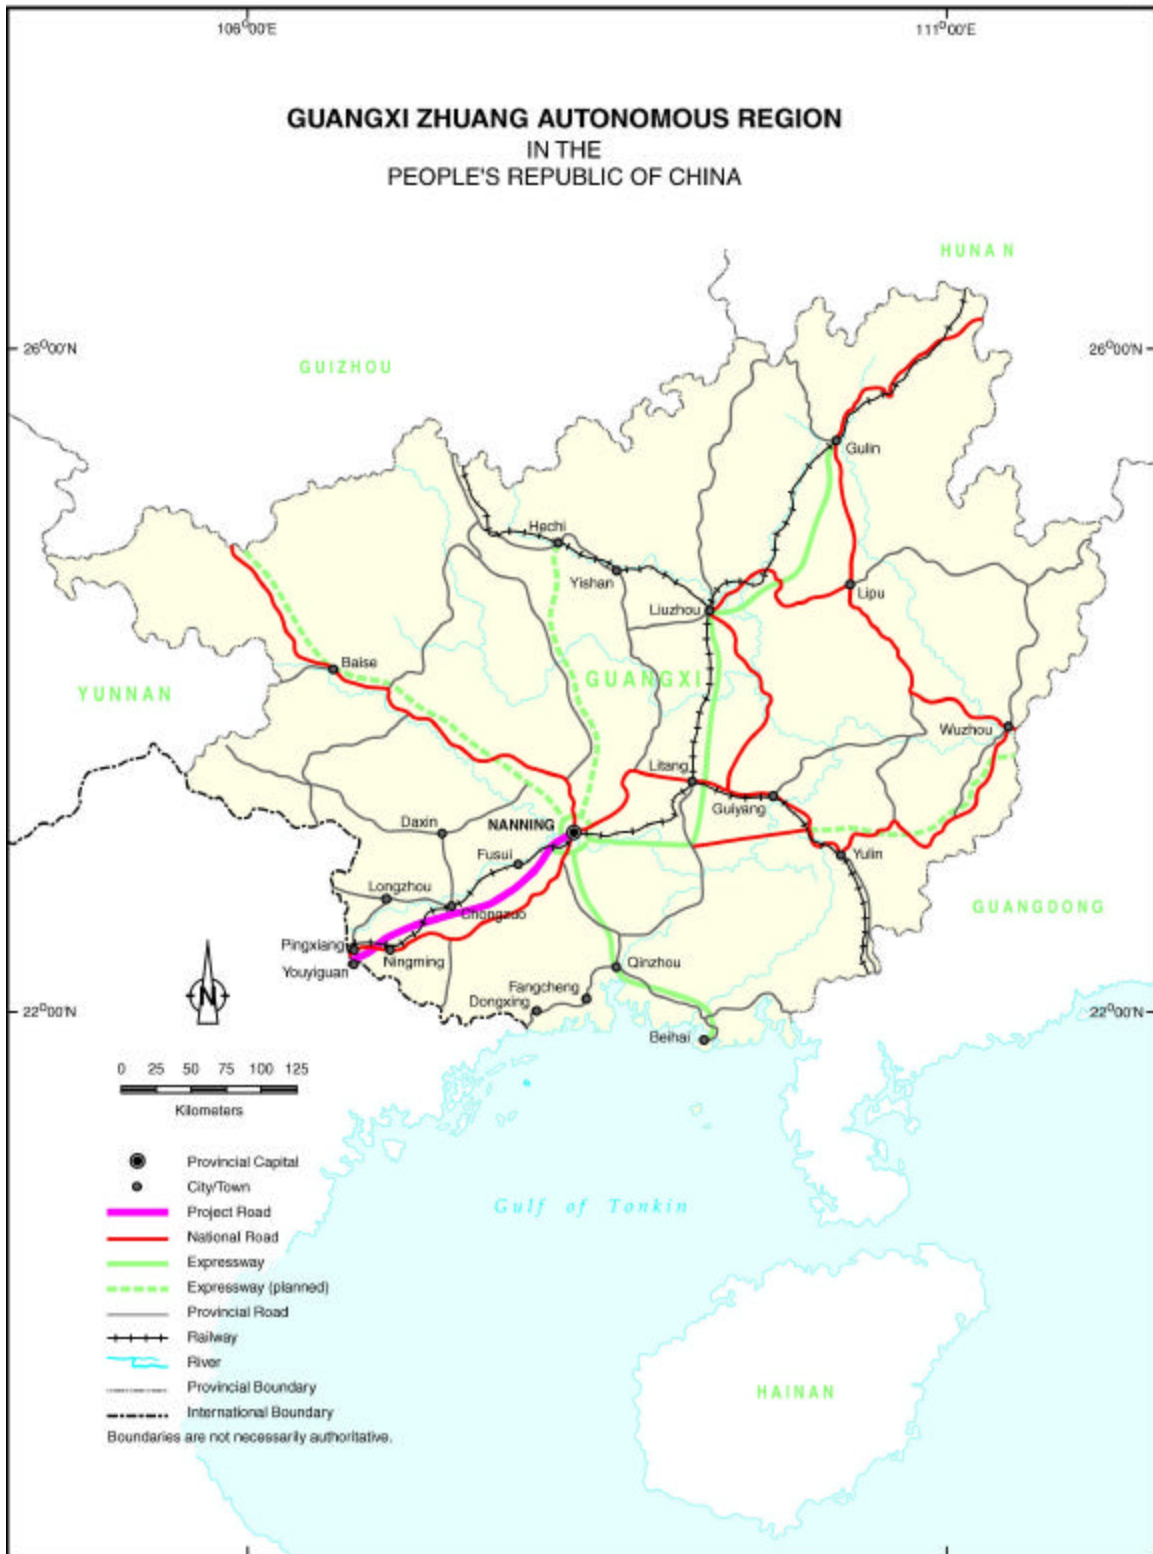 106°00'E
111°00'E
GUANGXI ZHUANG AUTONOMOUS REGION
IN THE
PEOPLE'S REPUBLIC OF CHINA
HUNAN
26°00'N
26°00'N
GUIZHOU
Gulin
Hechi
Yishan
Liuzhou
Lipu
Baise
GUANGXI
YUNNAN
Wuzhou
Litang
Guiyang
Daxin
NANNING
Fusui
Yulin
Longzhou
Chongzuo
GUANGDONG
Pingxiang
Ningming
Youyiguan
Qinzhou
Fangcheng
Dongxing
N
22°00'N
22°00'N
Beihai
0 25 50 75 100 125
Kilometers
Provincial Capital
City/Town
Project Road
National Road
Expressway
Expressway (planned)
Provincial Road
Railway
River
Provincial Boundary
International Boundary
Boundaries are not necessarily authoritative.
Gulf of Tonkin
HAINAN